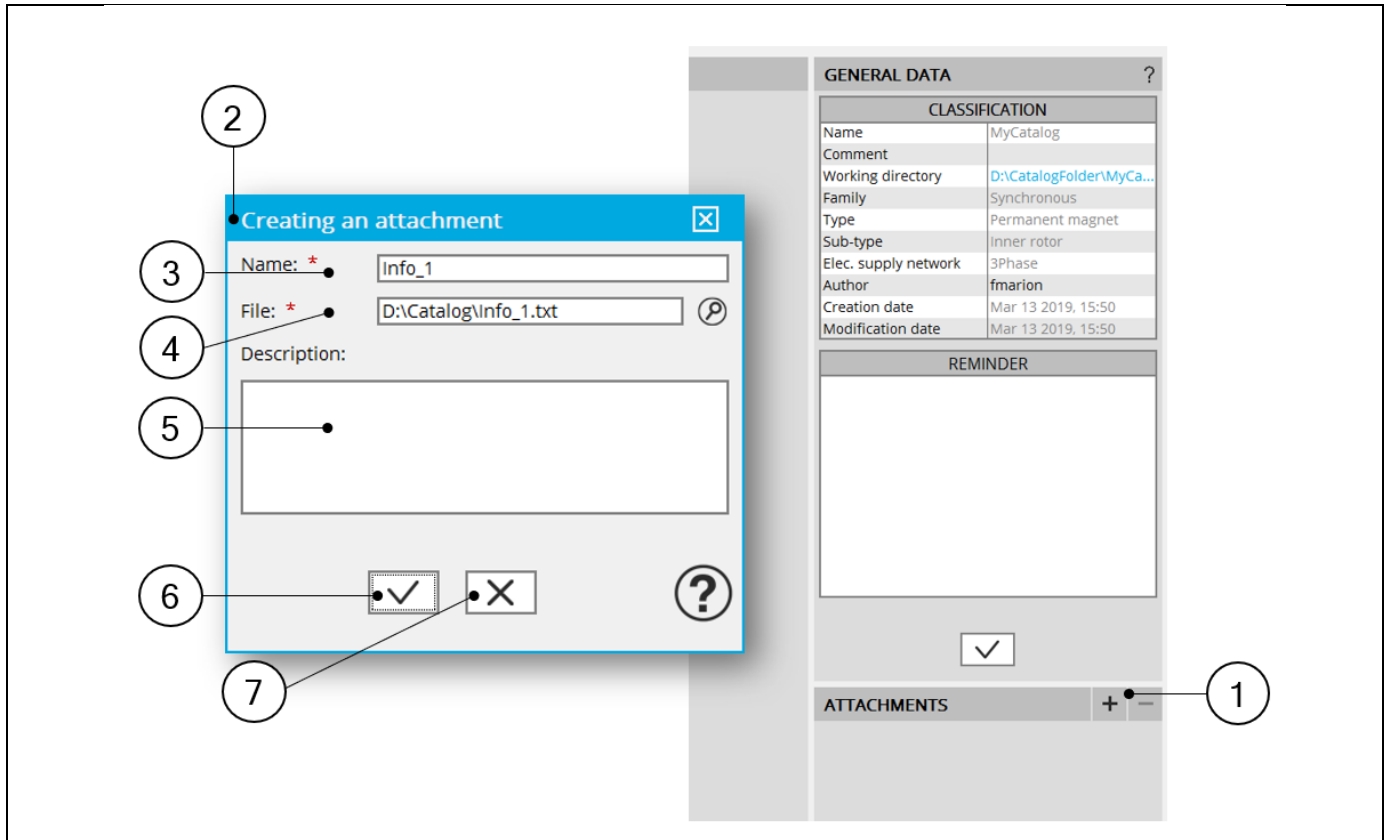 2
Creating an attachment
3
Name: *
Info_1
4
File: *
D:\Catalog\Info_1.txt
Description:
5
6
?
7
GENERAL DATA ?
CLASSIFICATION
Name MyCatalog
Comment
Working directory D:\CatalogFolder\MyCa...
Family Synchronous
Type Permanent magnet
Sub-type Inner rotor
Elec. supply network 3Phase
Author fmarion
Creation date Mar 13 2019, 15:50
Modification date Mar 13 2019, 15:50
REMINDER
ATTACHMENTS + −
1